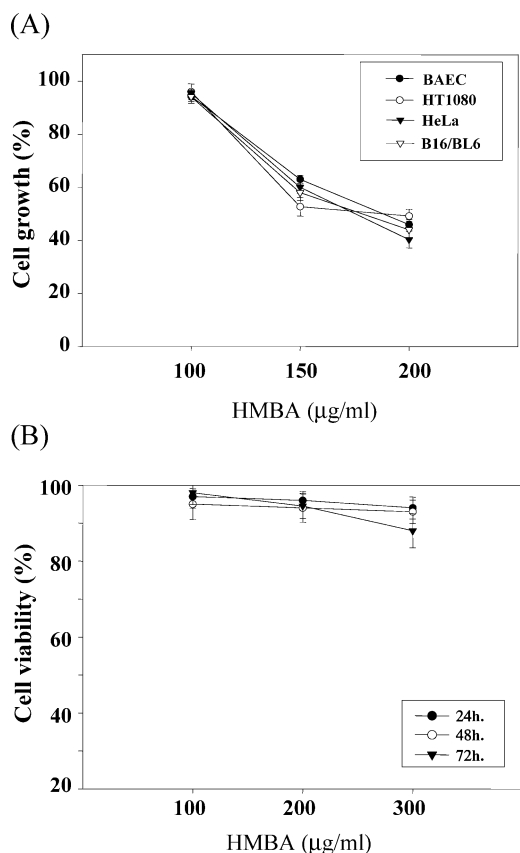 (A)
Cell growth (%)
100
80
60
40
20
0
BAEC
HT1080
HeLa
B16/BL6
100 150 200
HMBA (μg/ml)
(B)
Cell viability (%)
100
80
60
40
20
24h.
48h.
72h.
100 200 300
HMBA (μg/ml)